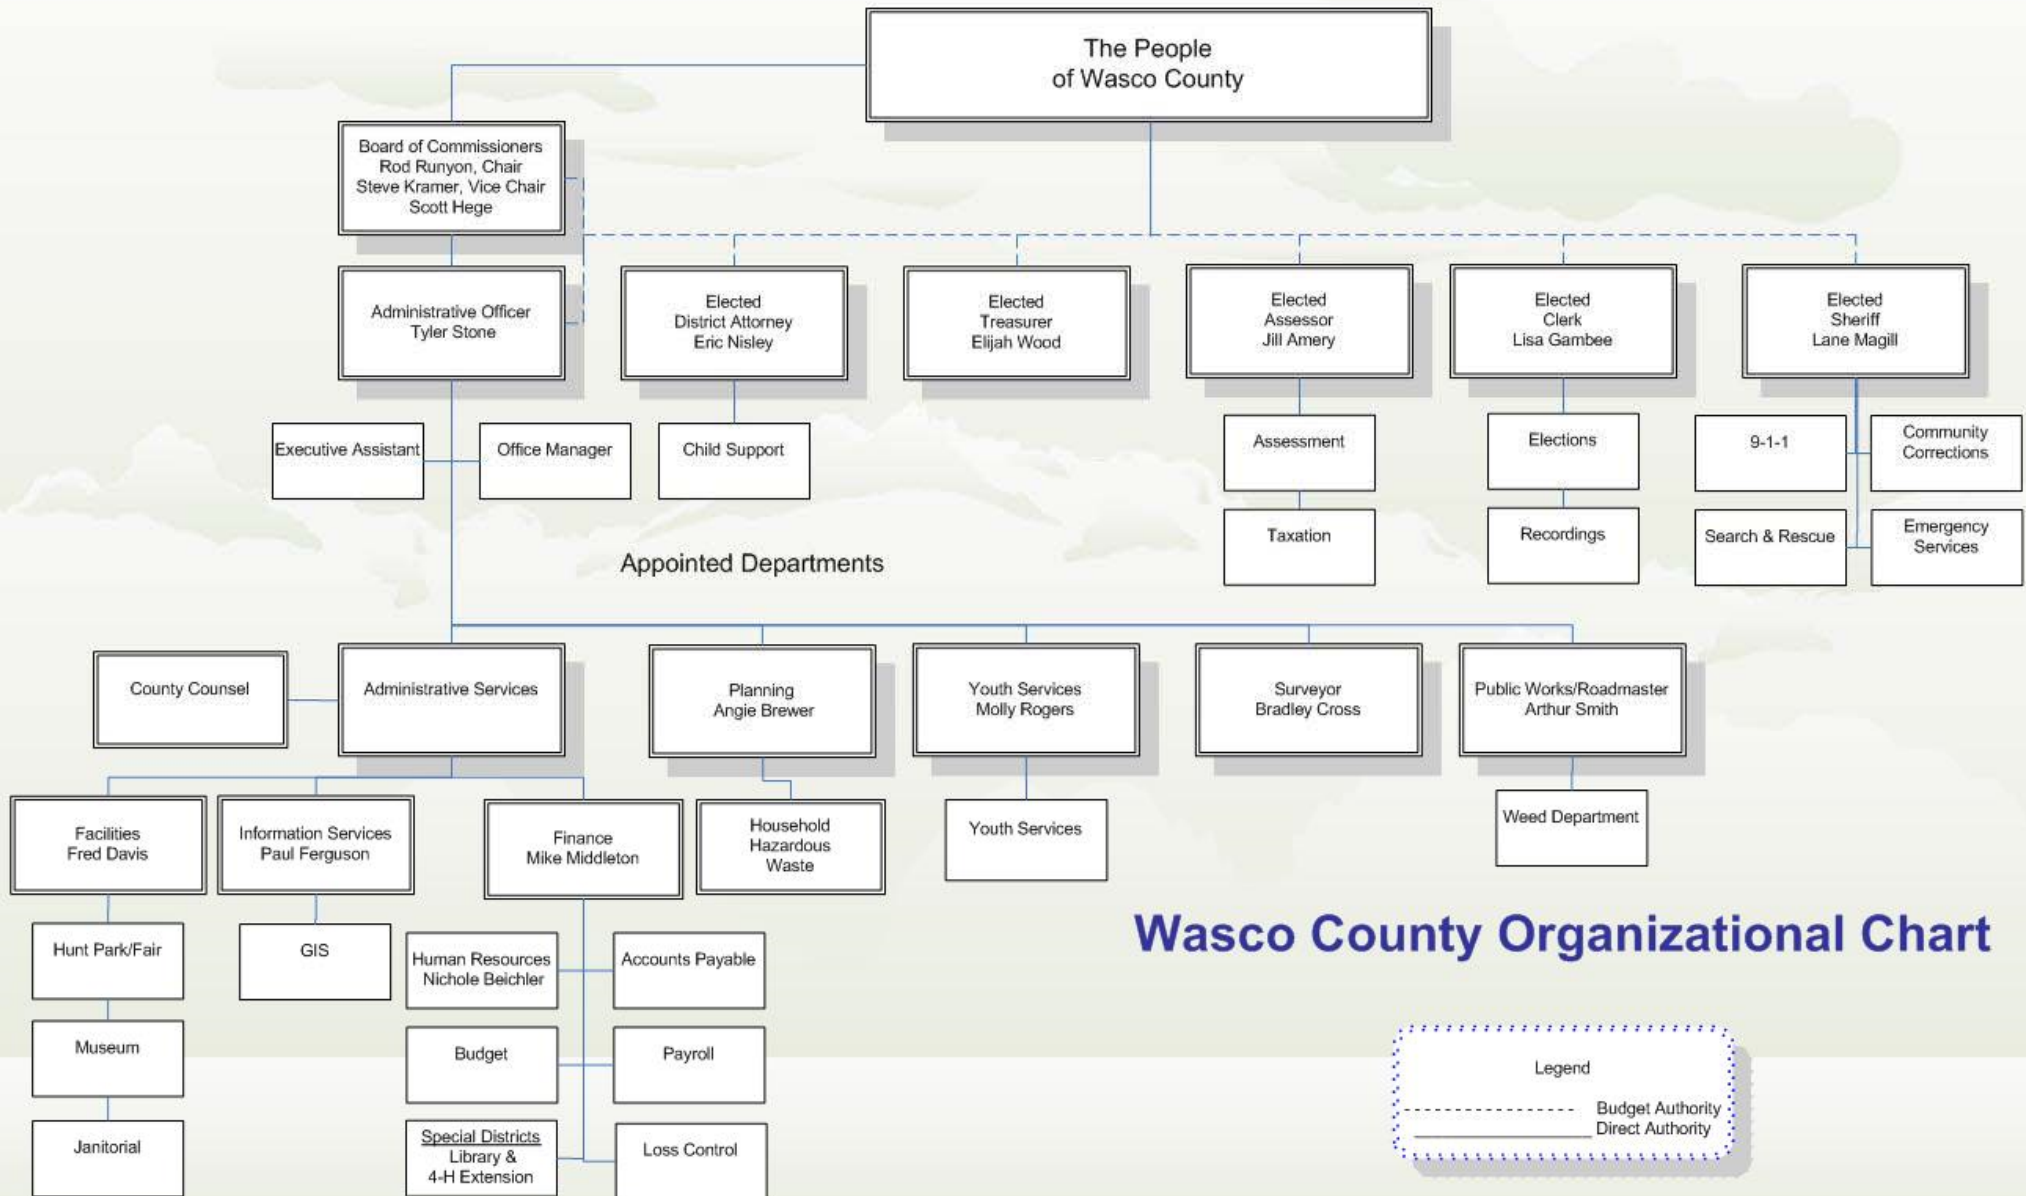 The People
of Wasco County
Board of Commissioners
Rod Runyon, Chair
Steve Kramer, Vice Chair
Scott Hege
Administrative Officer
Tyler Stone
Elected
District Attorney
Eric Nisley
Elected
Treasurer
Elijah Wood
Elected
Assessor
Jill Amery
Elected
Clerk
Lisa Gambee
Elected
Sheriff
Lane Magill
Executive Assistant
Office Manager
Child Support
Assessment
Elections
9-1-1
Community
Corrections
Taxation
Recordings
Search & Rescue
Emergency
Services
Appointed Departments
County Counsel
Administrative Services
Planning
Angie Brewer
Youth Services
Molly Rogers
Surveyor
Bradley Cross
Public Works/Roadmaster
Arthur Smith
Facilities
Fred Davis
Information Services
Paul Ferguson
Finance
Mike Middleton
Household
Hazardous
Waste
Youth Services
Weed Department
Hunt Park/Fair
GIS
Human Resources
Nichole Beichler
Accounts Payable
Wasco County Organizational Chart
Museum
Budget
Payroll
Janitorial
Special Districts
Library &
4-H Extension
Loss Control
Legend
Budget Authority
Direct Authority